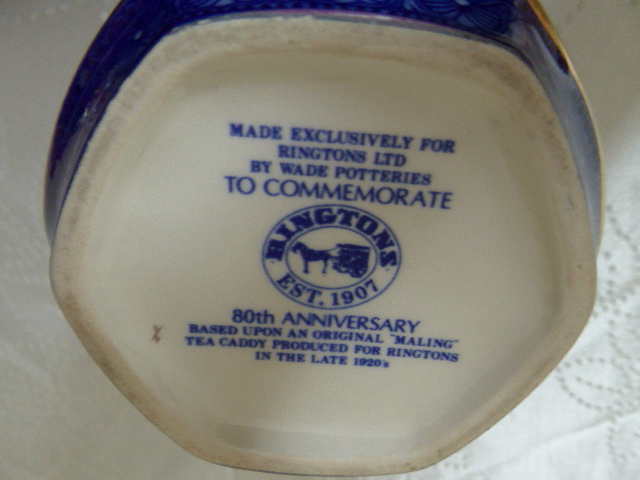 MADE EXCLUSIVELY FOR
RINGTONS LTD
BY WADE POTTERIES
TO COMMEMORATE
RINGTONS
EST. 1907
80th ANNIVERSARY
BASED UPON AN ORIGINAL "MALING"
TEA CADDY PRODUCED FOR RINGTONS
IN THE LATE 1920's